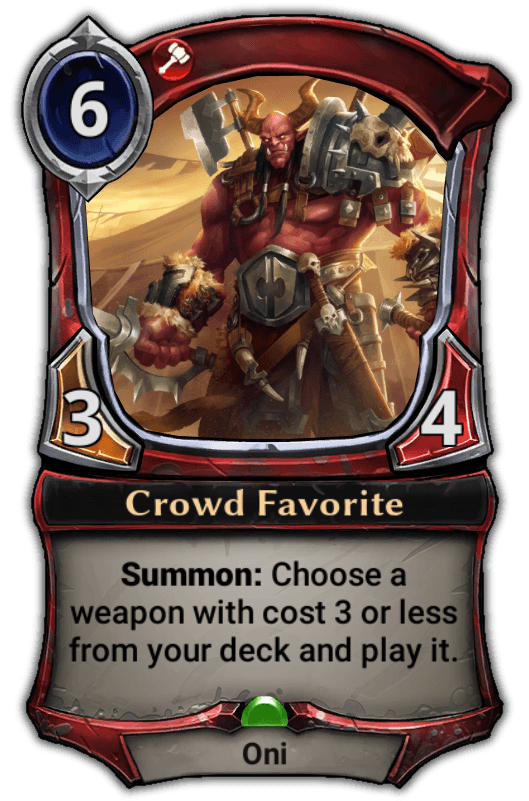 6
3
4
Crowd Favorite
Summon: Choose a
weapon with cost 3 or less
from your deck and play it.
Oni